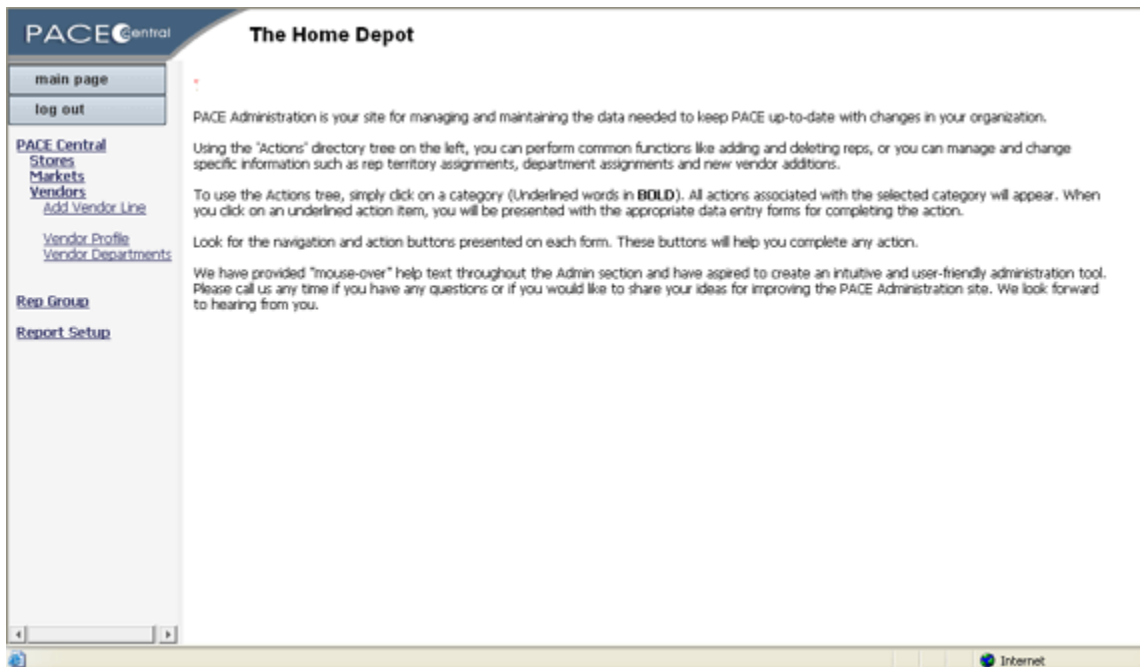 PACE Central
The Home Depot
main page
log out
PACE Central
Stores
Markets
Vendors
Add Vendor Line
Vendor Profile
Vendor Departments
Rep Group
Report Setup
PACE Administration is your site for managing and maintaining the data needed to keep PACE up-to-date with changes in your organization.
Using the "Actions" directory tree on the left, you can perform common functions like adding and deleting reps, or you can manage and change
specific information such as rep territory assignments, department assignments and new vendor additions.
To use the Actions tree, simply click on a category (Underlined words in BOLD). All actions associated with the selected category will appear. When
you click on an underlined action item, you will be presented with the appropriate data entry forms for completing the action.
Look for the navigation and action buttons presented on each form. These buttons will help you complete any action.
We have provided "mouse-over" help text throughout the Admin section and have aspired to create an intuitive and user-friendly administration tool.
Please call us any time if you have any questions or if you would like to share your ideas for improving the PACE Administration site. We look forward
to hearing from you.
Internet